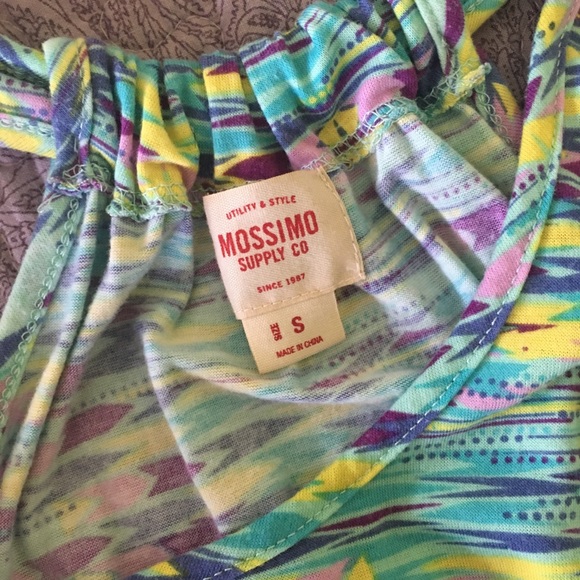 UTILITY & STYLE
MOSSIMO
SUPPLY CO
SINCE 1987
SIZE S
MADE IN CHINA